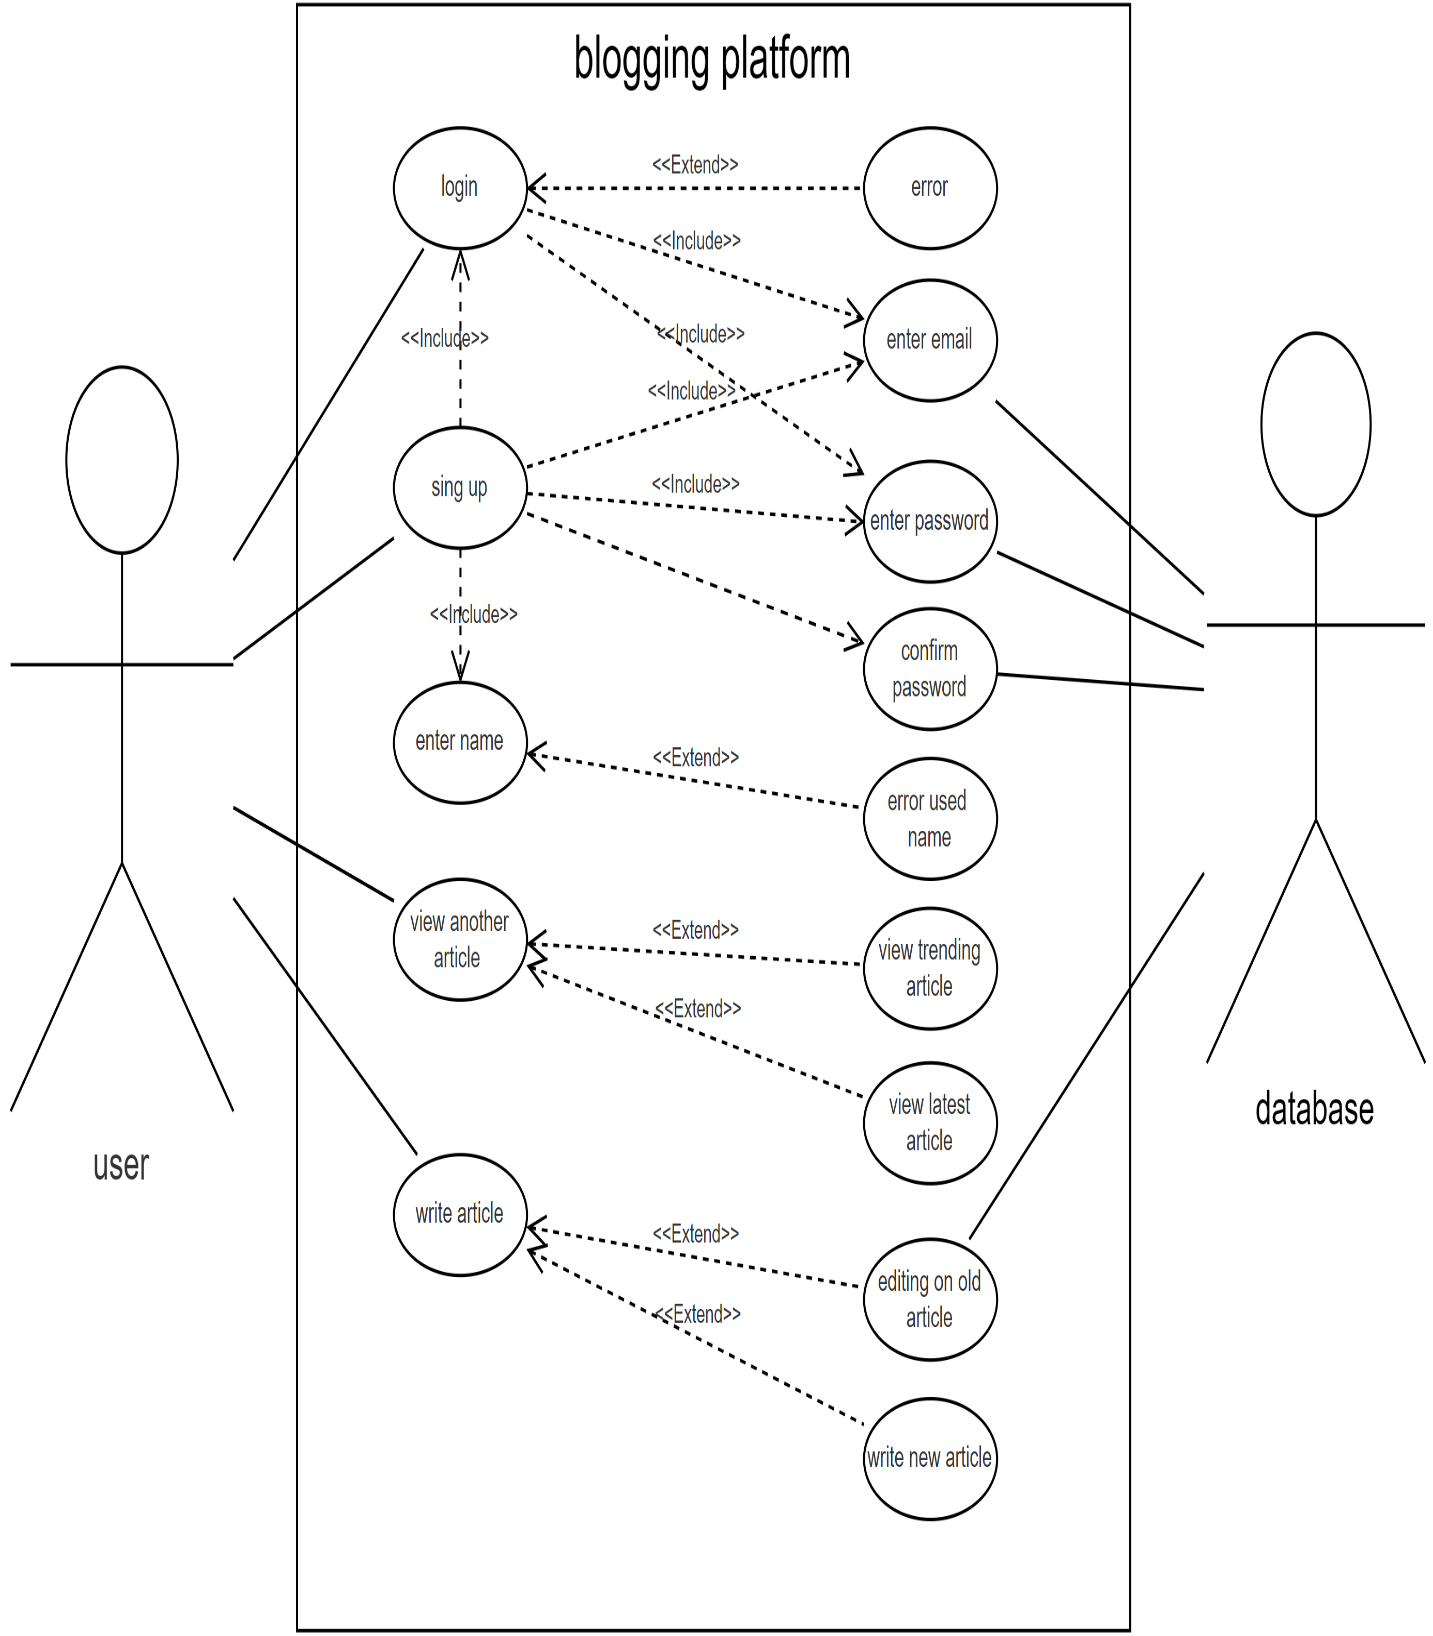 blogging platform
login
<<Extend>>
error
<<Include>>
enter email
<<Include>>
<<Include>>
<<Include>>
sing up
<<Include>>
enter password
<<Include>>
confirm
password
enter name
<<Extend>>
error used
name
view another
article
<<Extend>>
view trending
article
<<Extend>>
view latest
article
write article
<<Extend>>
editing on old
article
<<Extend>>
write new article
user
database